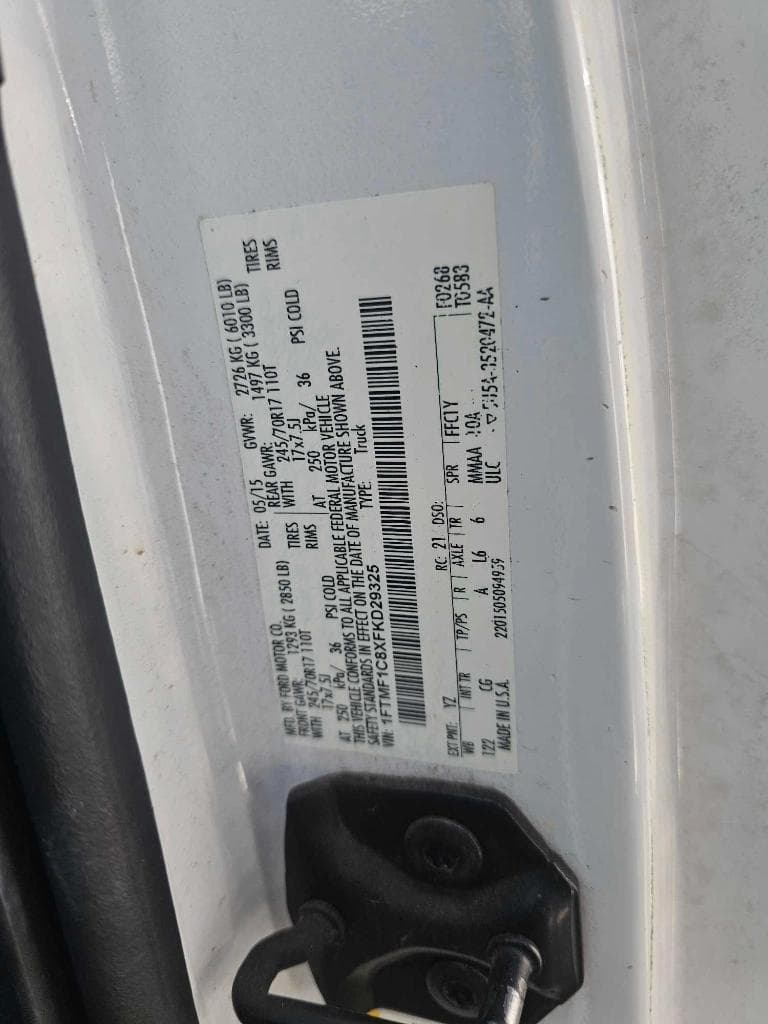 MFD. BY FORD MOTOR CO. DATE: 05/15 GVWR: 2726 KG ( 6010 LB)
FRONT GAWR: 1293 KG ( 2850 LB) REAR GAWR: 1497 KG ( 3300 LB)
WITH 245/70R17 110T TIRES WITH 245/70R17 110T TIRES
17x7.5J RIMS 17x7.5J RIMS
AT 250 kPa/ 36 PSI COLD AT 250 kPa/ 36 PSI COLD
THIS VEHICLE CONFORMS TO ALL APPLICABLE FEDERAL MOTOR VEHICLE
SAFETY STANDARDS IN EFFECT ON THE DATE OF MANUFACTURE SHOWN ABOVE.
VIN: 1FTMF1C8XFKD29325 TYPE: Truck
EXT PNT: YZ RC: 21 DSO: FFC1Y F0268
WB INT TR TP/PS R AXLE TR SPR T0583
122 CG A L6 6 MMAA
MADE IN U.S.A. 2201505094939 ULC